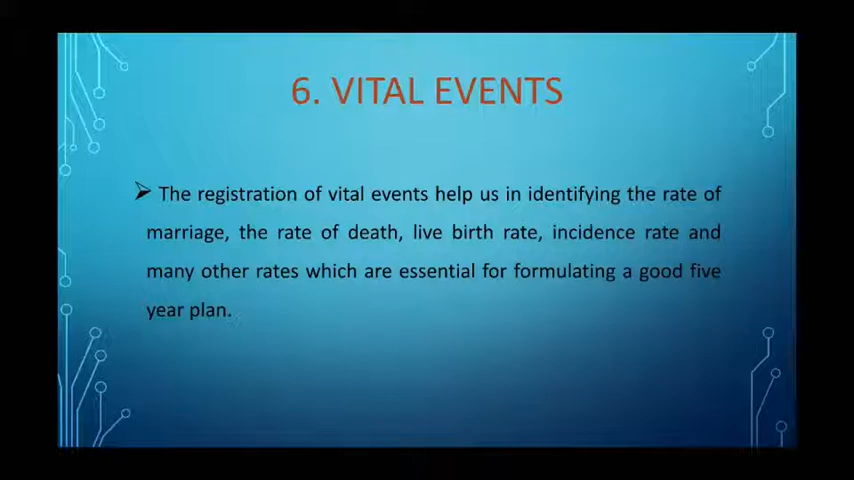 6. VITAL EVENTS
The registration of vital events help us in identifying the rate of
marriage, the rate of death, live birth rate, incidence rate and
many other rates which are essential for formulating a good five
year plan.